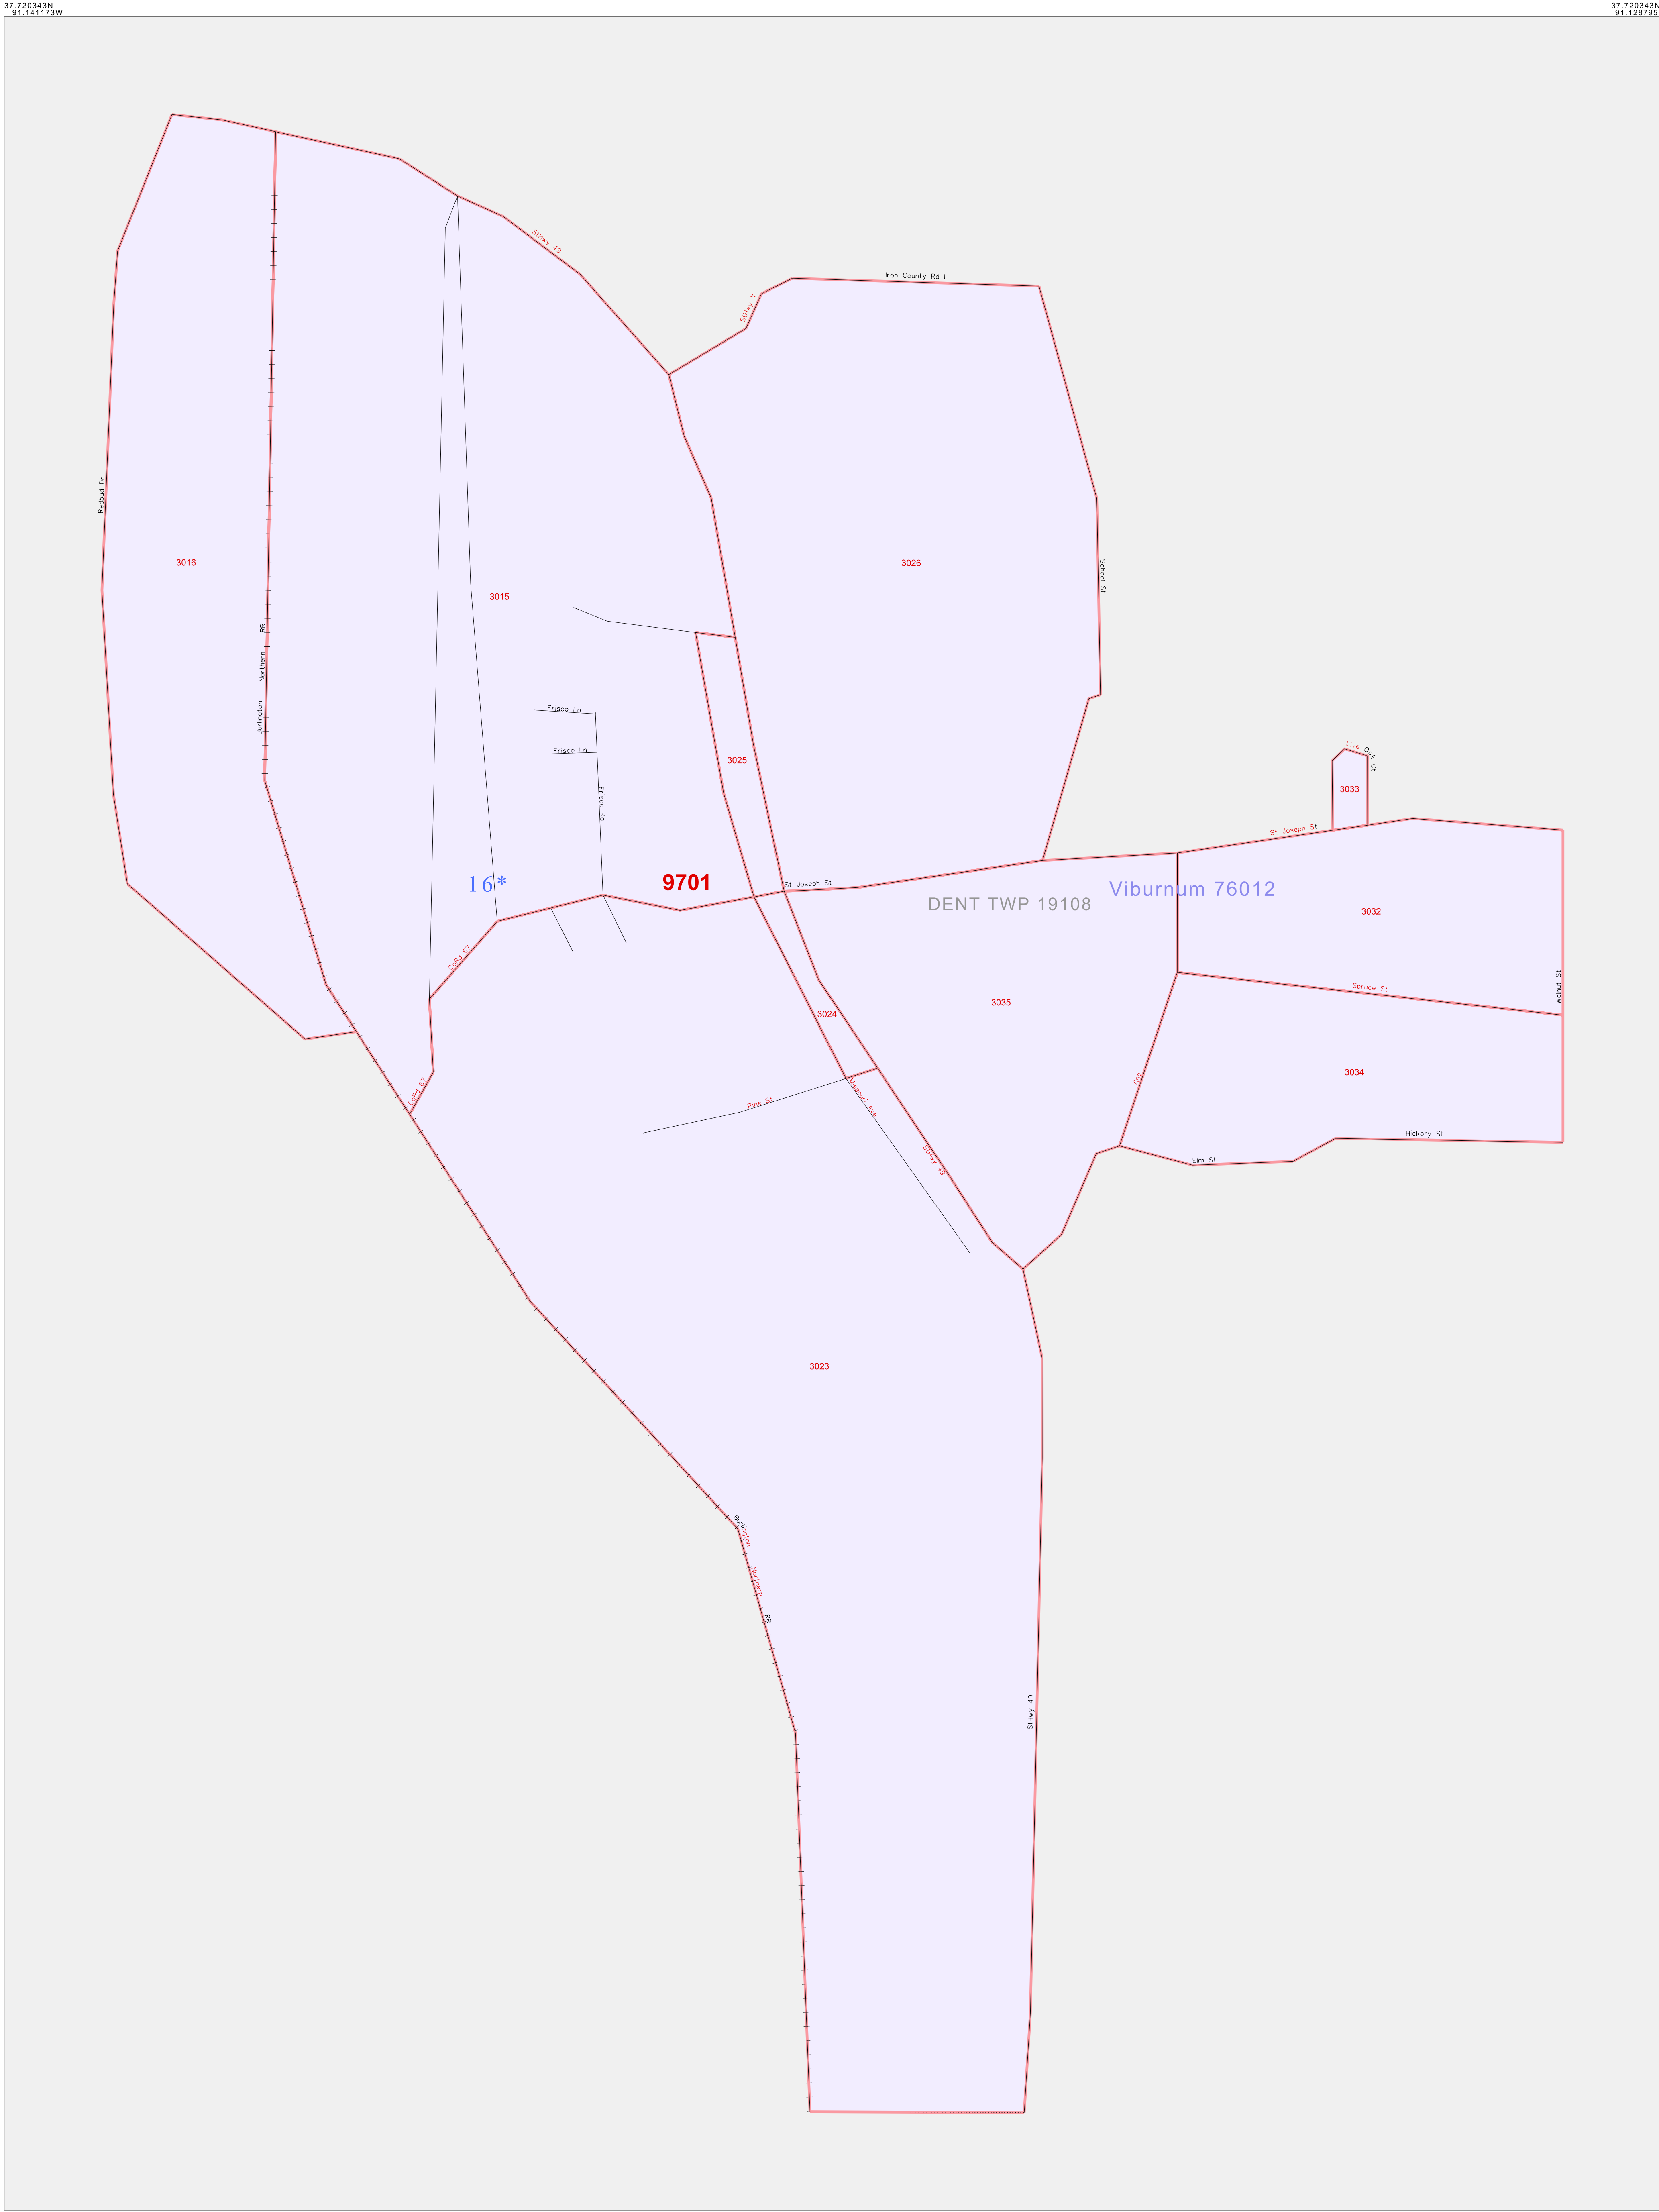 37.720343N
91.141173W
37.720343N
91.128795
StHwy 49
Iron County Rd I
StHwy Y
Redbud Dr
3016
3015
3026
School St
Burlington Northern RR
Frisco Ln
Frisco Ln
Frisco Rd
3025
Live Oak Ct
3033
St Joseph St
16*
9701
St Joseph St
Viburnum 76012
DENT TWP 19108
3032
CoRd 67
Walnut St
Spruce St
3035
3024
3034
Vine
CoRd 67
Pine St
Missouri Ave
StHwy 49
Hickory St
Elm St
3023
Burlington Northern RR
StHwy 49